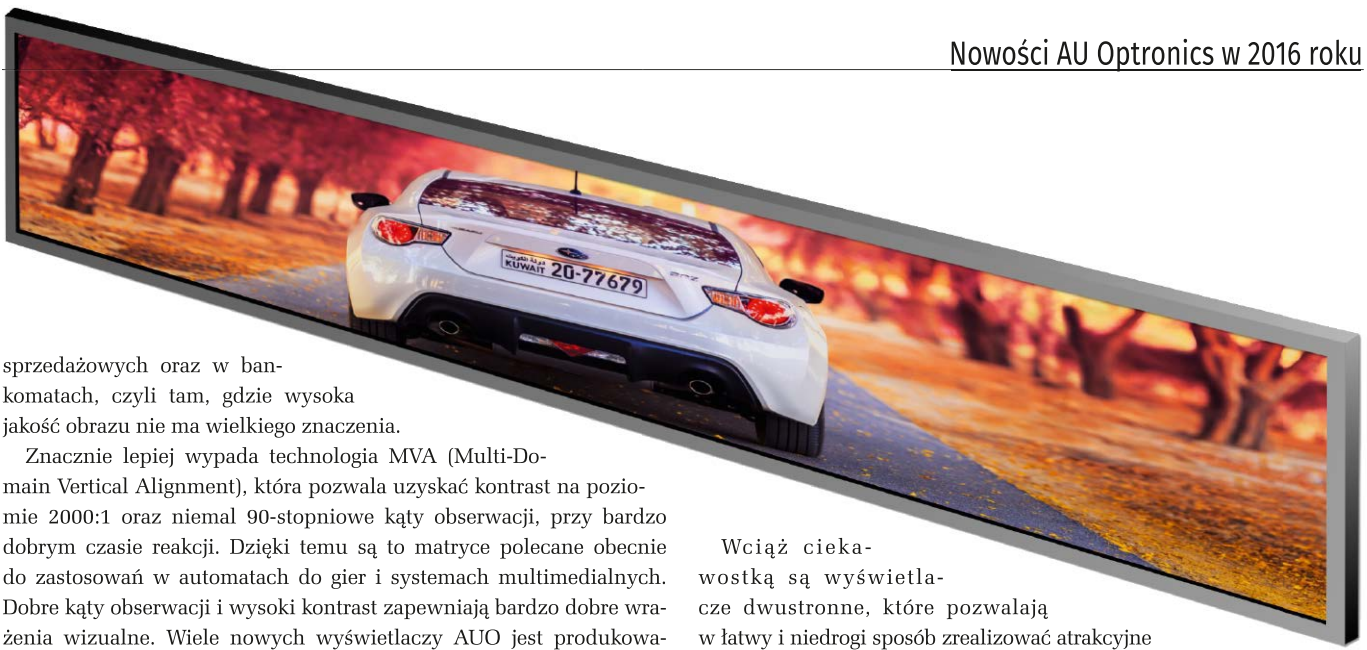 Nowości AU Optronics w 2016 roku
دولة الكويت
KUWAIT 20-77679
BRZ
sprzedażowych oraz w ban-
komatach, czyli tam, gdzie wysoka
jakość obrazu nie ma wielkiego znaczenia.
Znacznie lepiej wypada technologia MVA (Multi-Do-
main Vertical Alignment), która pozwala uzyskać kontrast na pozio-
mie 2000:1 oraz niemal 90-stopniowe kąty obserwacji, przy bardzo
dobrym czasie reakcji. Dzięki temu są to matryce polecane obecnie
do zastosowań w automatach do gier i systemach multimedialnych.
Dobre kąty obserwacji i wysoki kontrast zapewniają bardzo dobre wra-
żenia wizualne. Wiele nowych wyświetlaczy AUO jest produkowa-
Wciąż cieka-
wostką są wyświetla-
cze dwustronne, które pozwalają
w łatwy i niedrogi sposób zrealizować atrakcyjne